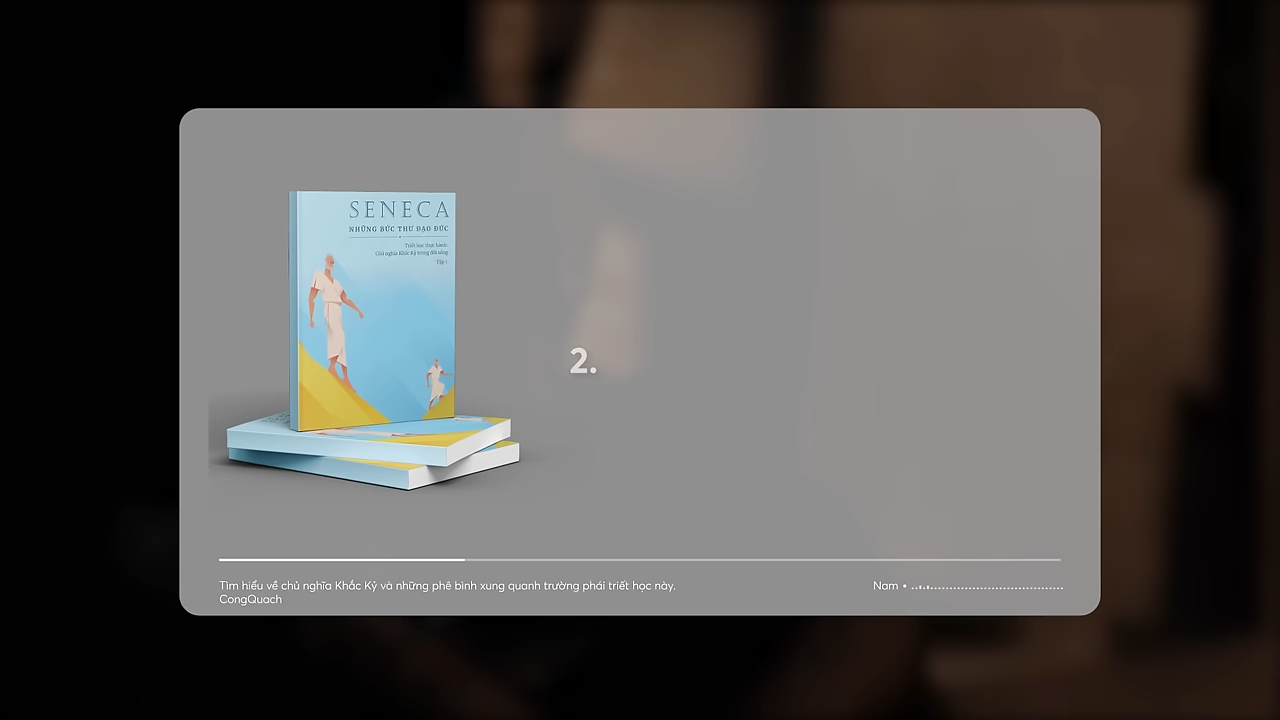 SENECA
NHỮNG BỨC THƯ ĐẠO ĐỨC
Triết học thực hành:
Chủ nghĩa Khắc Kỷ trong đời sống
Tập 1
2.
Tìm hiểu về chủ nghĩa Khắc Kỷ và những phê bình xung quanh trường phái triết học này.
CongQuach
Nam •